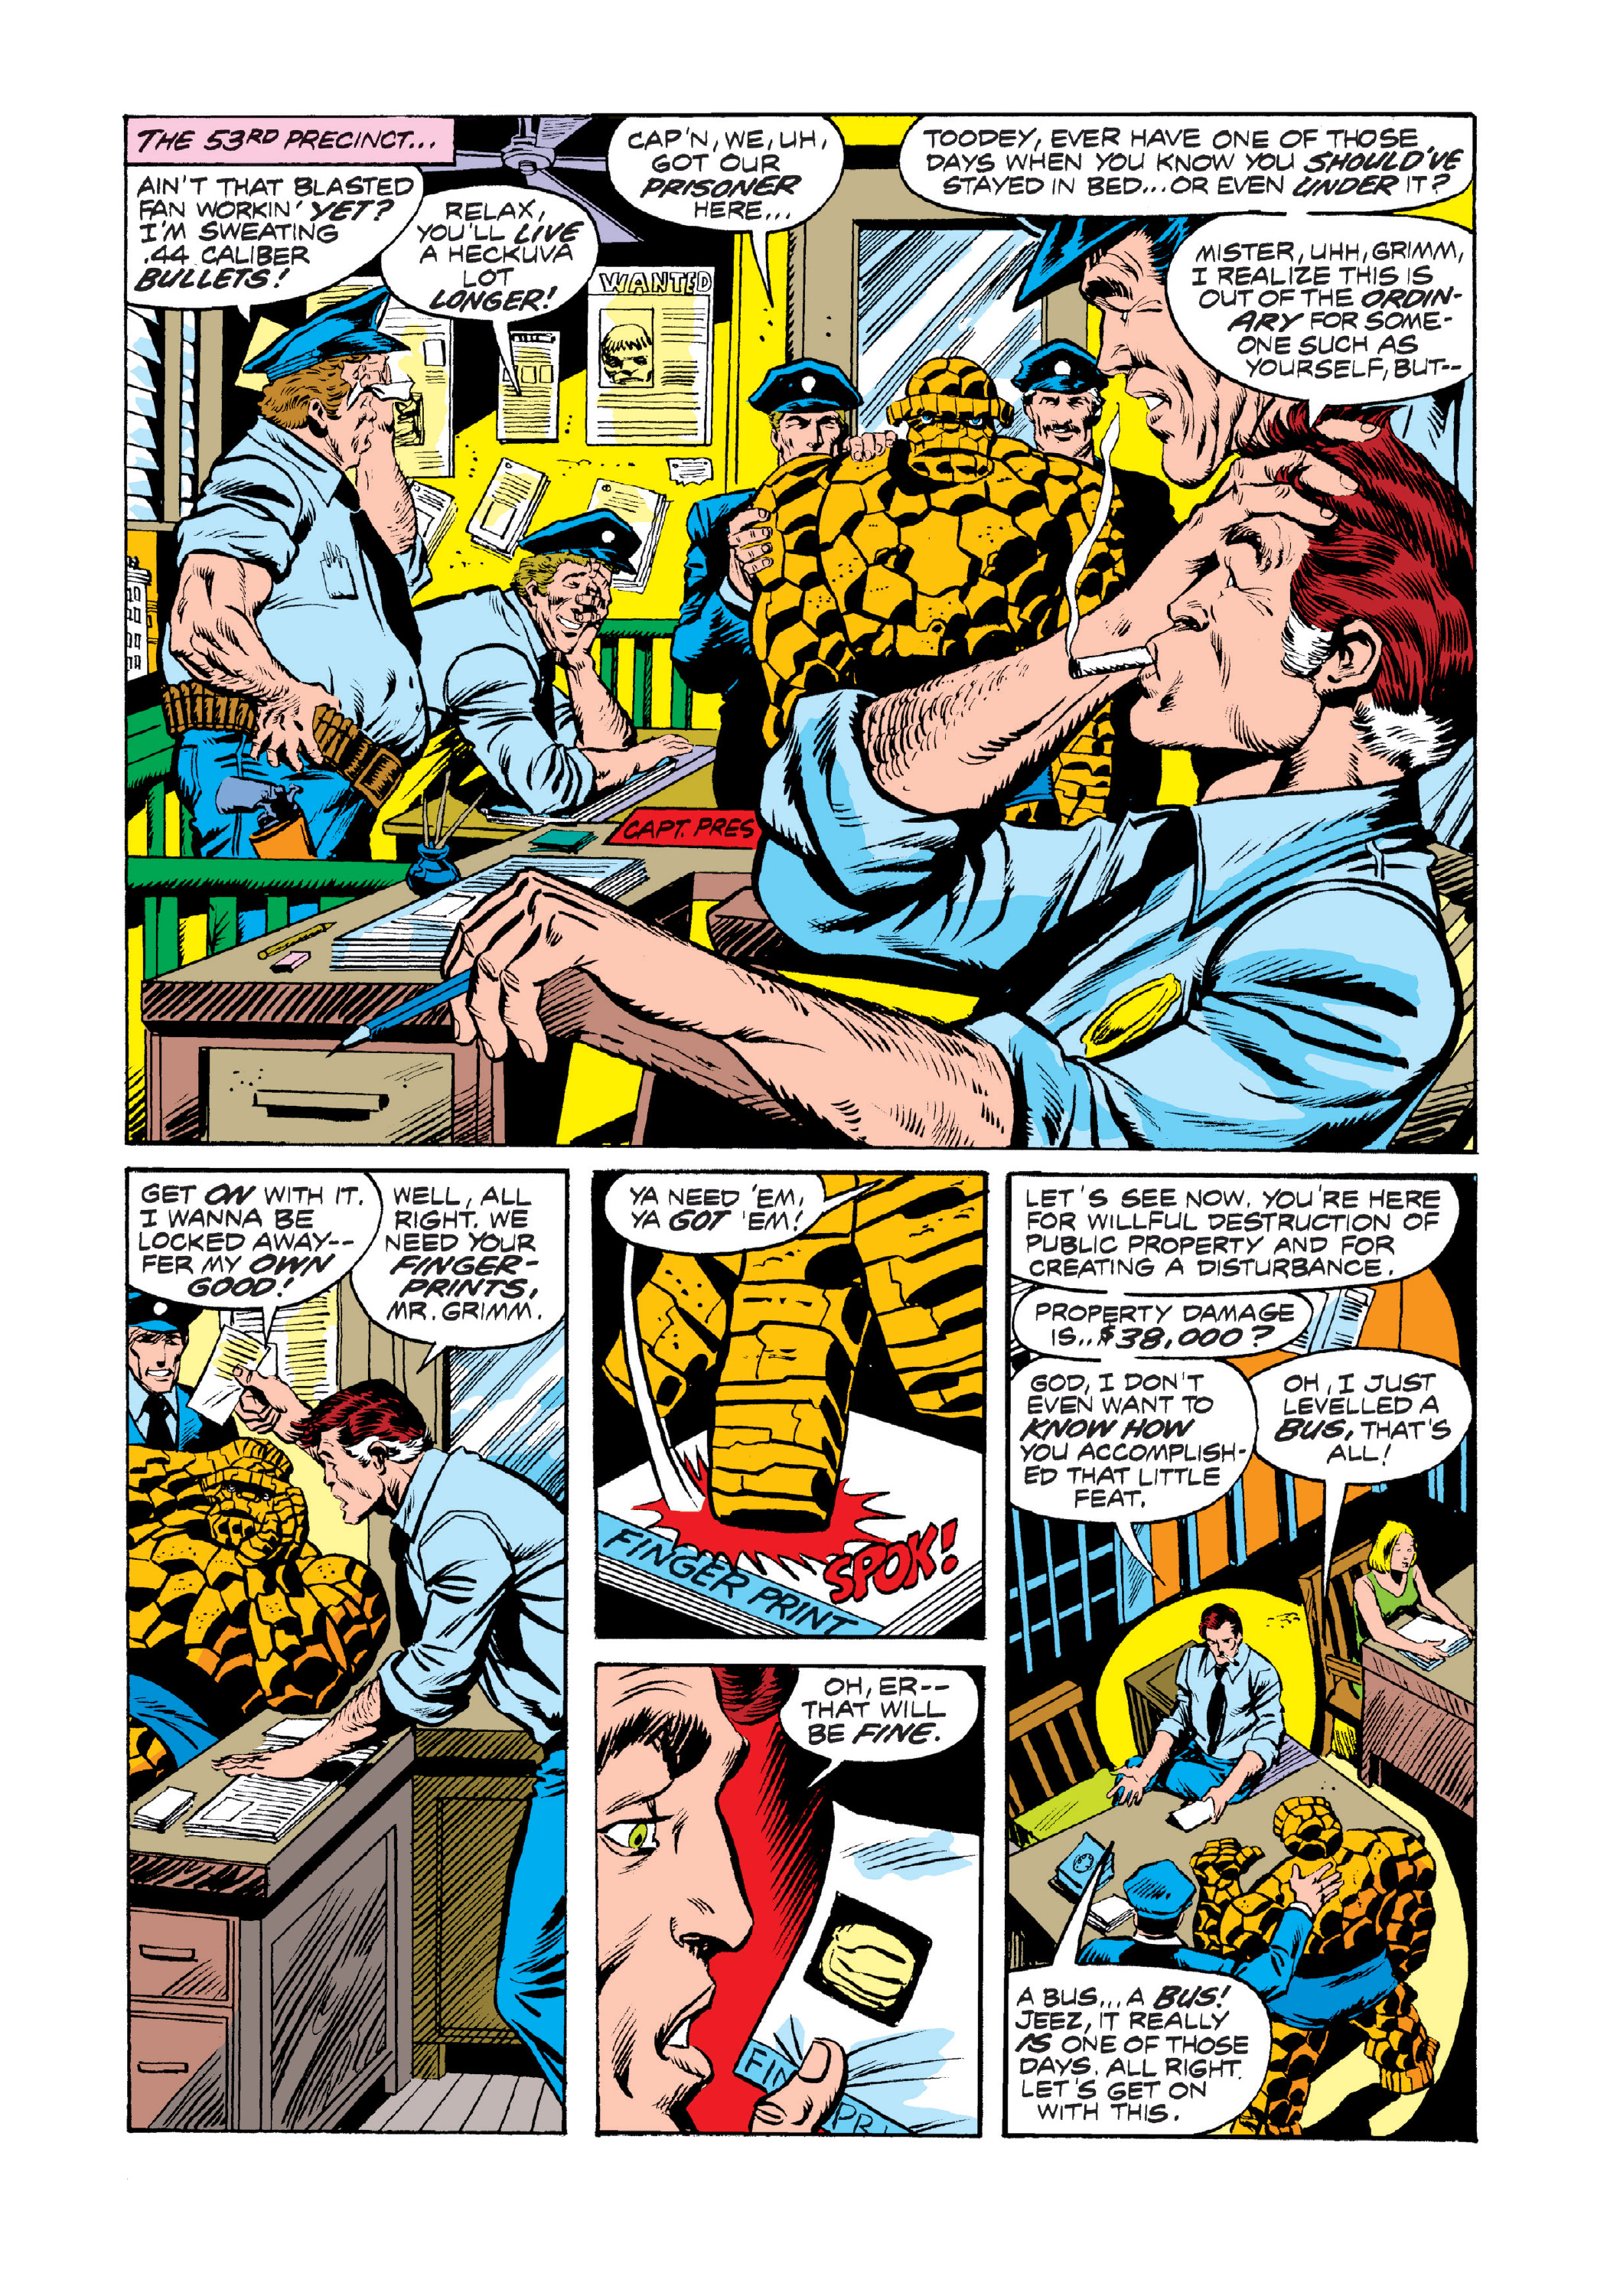 THE 53RD PRECINCT...
AIN'T THAT BLASTED
FAN WORKIN' YET?
I'M SWEATING
.44 CALIBER
BULLETS!
RELAX,
YOU'LL LIVE
A HECKUVA
LOT
LONGER!
CAP'N, WE, UH,
GOT OUR
PRISONER
HERE...
TOODEY, EVER HAVE ONE OF THOSE
DAYS WHEN YOU KNOW YOU SHOULD'VE
STAYED IN BED...OR EVEN UNDER IT?
MISTER, UHH, GRIMM,
I REALIZE THIS IS
OUT OF THE ORDIN-
ARY FOR SOME-
ONE SUCH AS
YOURSELF, BUT--
WANTED
CAPT. PRES
GET ON WITH IT.
I WANNA BE
LOCKED AWAY--
FER MY OWN
GOOD!
WELL, ALL
RIGHT. WE
NEED YOUR
FINGER-
PRINTS,
MR. GRIMM.
YA NEED 'EM,
YA GOT 'EM!
SPOK!
FINGER PRINT
OH, ER--
THAT WILL
BE FINE.
FIN
PRI
LET'S SEE NOW, YOU'RE HERE
FOR WILLFUL DESTRUCTION OF
PUBLIC PROPERTY AND FOR
CREATING A DISTURBANCE.
PROPERTY DAMAGE
IS...$38,000?
GOD, I DON'T
EVEN WANT TO
KNOW HOW
YOU ACCOMPLISH-
ED THAT LITTLE
FEAT.
OH, I JUST
LEVELLED A
BUS, THAT'S
ALL!
A BUS... A BUS!
JEEZ, IT REALLY
IS ONE OF THOSE
DAYS. ALL RIGHT.
LET'S GET ON
WITH THIS.